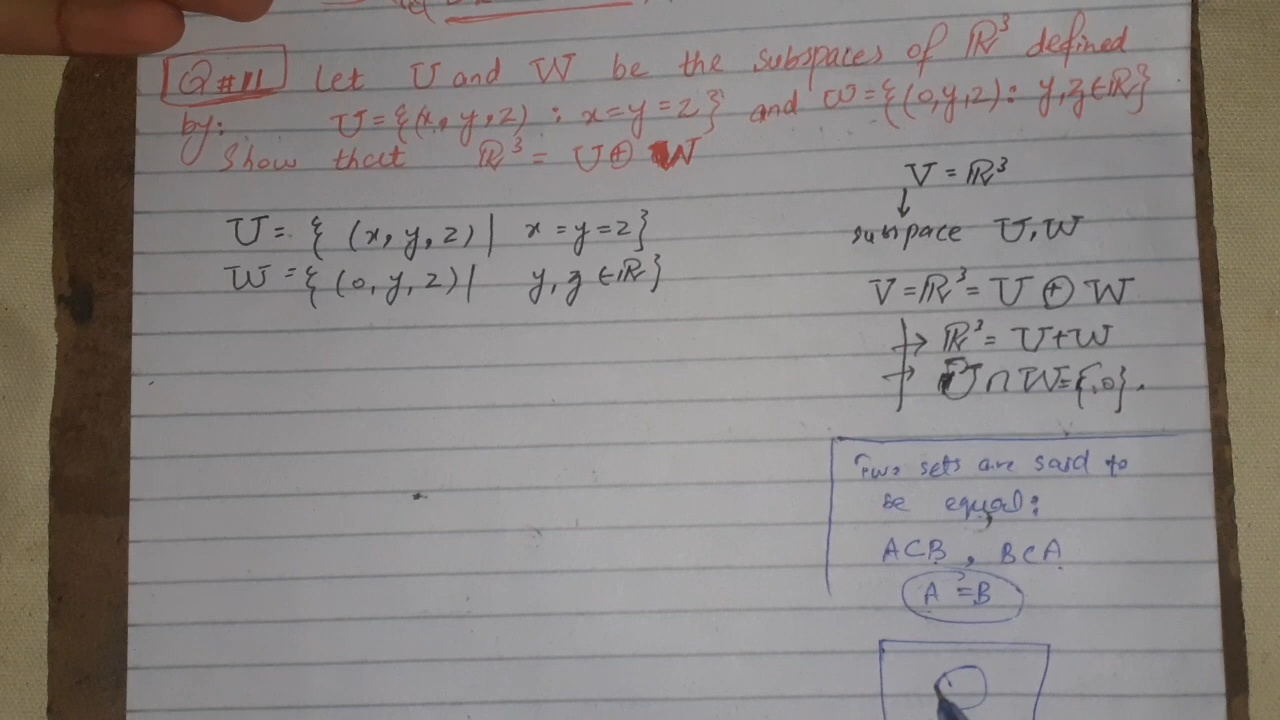 Q#11 Let U and W be the subspaces of ℝ³ defined
by: U={(x,y,z) : x=y=z} and W={(0,y,z): y,z∈ℝ}
Show that ℝ³ = U⊕W
U = {(x,y,z) | x=y=z}
W = {(0,y,z) | y,z∈ℝ}
V = ℝ³
↓
subspace U,W
V=ℝ³= U⊕W
→ ℝ³= U+W
→ U∩W={0}.
Two sets are said to
be equal:
A⊂B, B⊂A
A=B